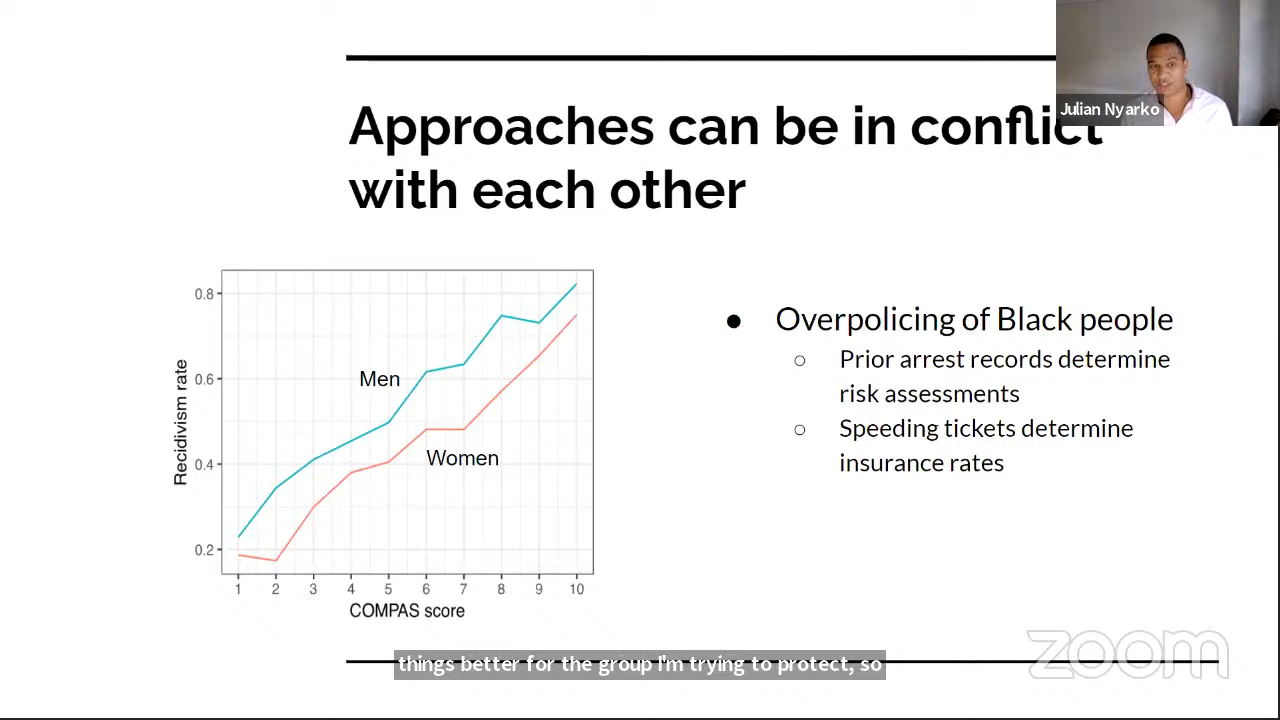 Julian Nyarko
Approaches can be in conflict
with each other
0.8
0.6
0.4
0.2
Recidivism rate
Men
Women
1 2 3 4 5 6 7 8 9 10
COMPAS score
● Overpolicing of Black people
○ Prior arrest records determine
risk assessments
○ Speeding tickets determine
insurance rates
things better for the group I'm trying to protect, so
zoom